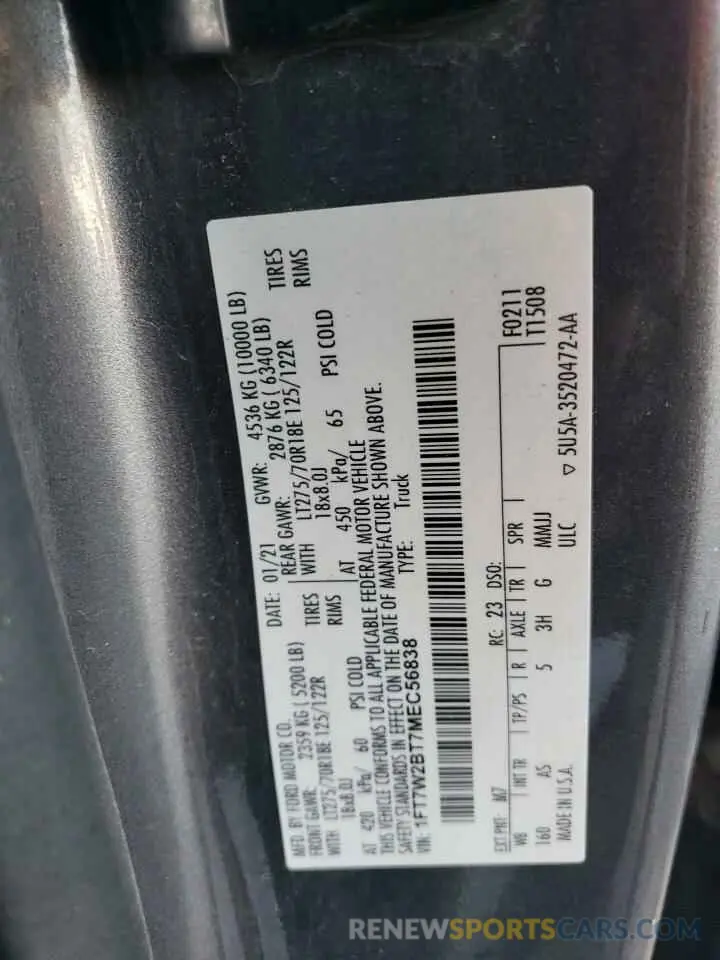 MFD. BY FORD MOTOR CO.
DATE: 01/21 GVWR: 4536 KG (10000 LB)
FRONT GAWR: 2359 KG ( 5200 LB) REAR GAWR: 2876 KG ( 6340 LB)
WITH LT275/70R18E 125/122R TIRES WITH LT275/70R18E 125/122R TIRES
18x8.0J RIMS 18x8.0J RIMS
AT 420 kPa/ 60 PSI COLD AT 450 kPa/ 65 PSI COLD
THIS VEHICLE CONFORMS TO ALL APPLICABLE FEDERAL MOTOR VEHICLE
SAFETY STANDARDS IN EFFECT ON THE DATE OF MANUFACTURE SHOWN ABOVE.
VIN: 1FT7W2BT7MEC56838 TYPE: Truck
F0211
T1508
EXT PNT: M7 RC: 23 DSO:
WB INT TR TP/PS R AXLE TR SPR
160 AS 5 3H G MMJJ
MADE IN U.S.A. ULC ▽ 5U5A-3520472-AA
RENEWSPORTSCARS.COM